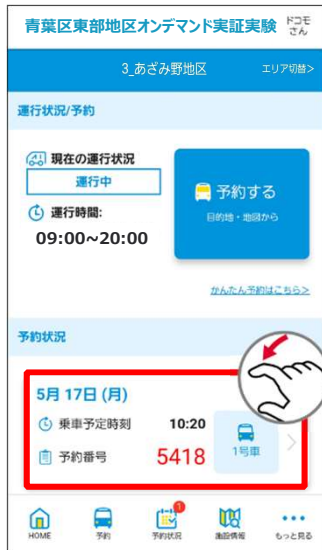 青葉区東部地区オンデマンド実証実験
ドコモ
さん
3_あざみ野地区
エリア切替>
運行状況/予約
現在の運行状況
運行中
運行時間:
09:00~20:00
予約する
目的地・地図から
かんたん予約はこちら>
予約状況
5月 17日 (月)
乗車予定時刻 10:20
予約番号 5418
1号車
1
HOME 予約 予約状況 施設情報 もっと見る